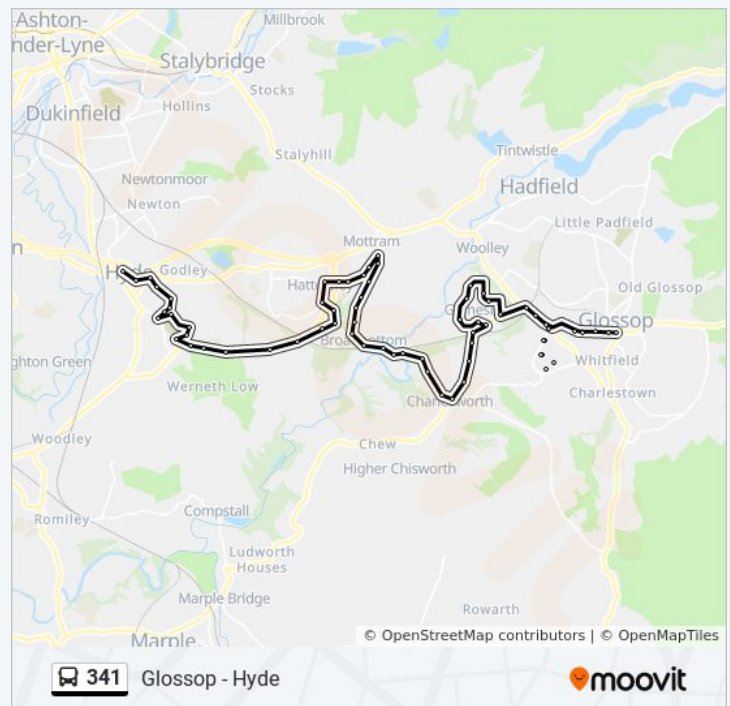 Ashton-
nder-Lyne
Millbrook
Stalybridge
Stocks
Hollins
Dukinfield
Stalyhill
Tintwistle
Newtonmoor
Hadfield
Newton
Little Padfield
n
Mottram
Woolley
Hyde Godley
Old Glossop
Glossop
Whitfield
ghton Green
Werneth Low
Charlestown
Woodley
Chew
Higher Chisworth
Compstall
Romiley
Ludworth
Houses
Marple Bridge
Rowarth
Marple
© OpenStreetMap contributors | © OpenMapTiles
341 Glossop - Hyde
moovit